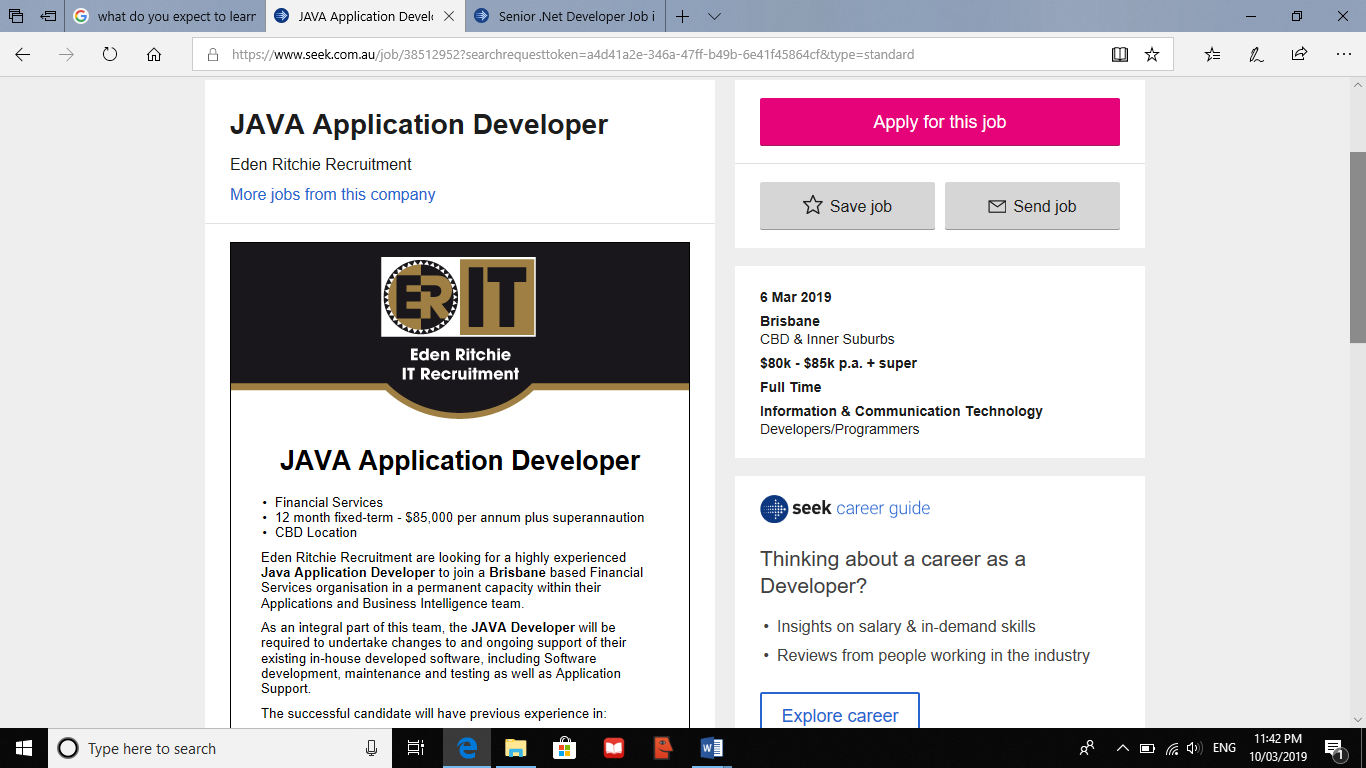 what do you expect to learn
JAVA Application Develo
Senior .Net Developer Job i
https://www.seek.com.au/job/38512952?searchrequesttoken=a4d41a2e-346a-47ff-b49b-6e41f45864cf&type=standard
JAVA Application Developer
Eden Ritchie Recruitment
More jobs from this company
ER IT
Eden Ritchie
IT Recruitment
JAVA Application Developer
• Financial Services
• 12 month fixed-term - $85,000 per annum plus superannaution
• CBD Location
Eden Ritchie Recruitment are looking for a highly experienced
Java Application Developer to join a Brisbane based Financial
Services organisation in a permanent capacity within their
Applications and Business Intelligence team.
As an integral part of this team, the JAVA Developer will be
required to undertake changes to and ongoing support of their
existing in-house developed software, including Software
development, maintenance and testing as well as Application
Support.
The successful candidate will have previous experience in:
Apply for this job
Save job
Send job
6 Mar 2019
Brisbane
CBD & Inner Suburbs
$80k - $85k p.a. + super
Full Time
Information & Communication Technology
Developers/Programmers
seek career guide
Thinking about a career as a
Developer?
• Insights on salary & in-demand skills
• Reviews from people working in the industry
Explore career
Type here to search
ENG
11:42 PM
10/03/2019
1